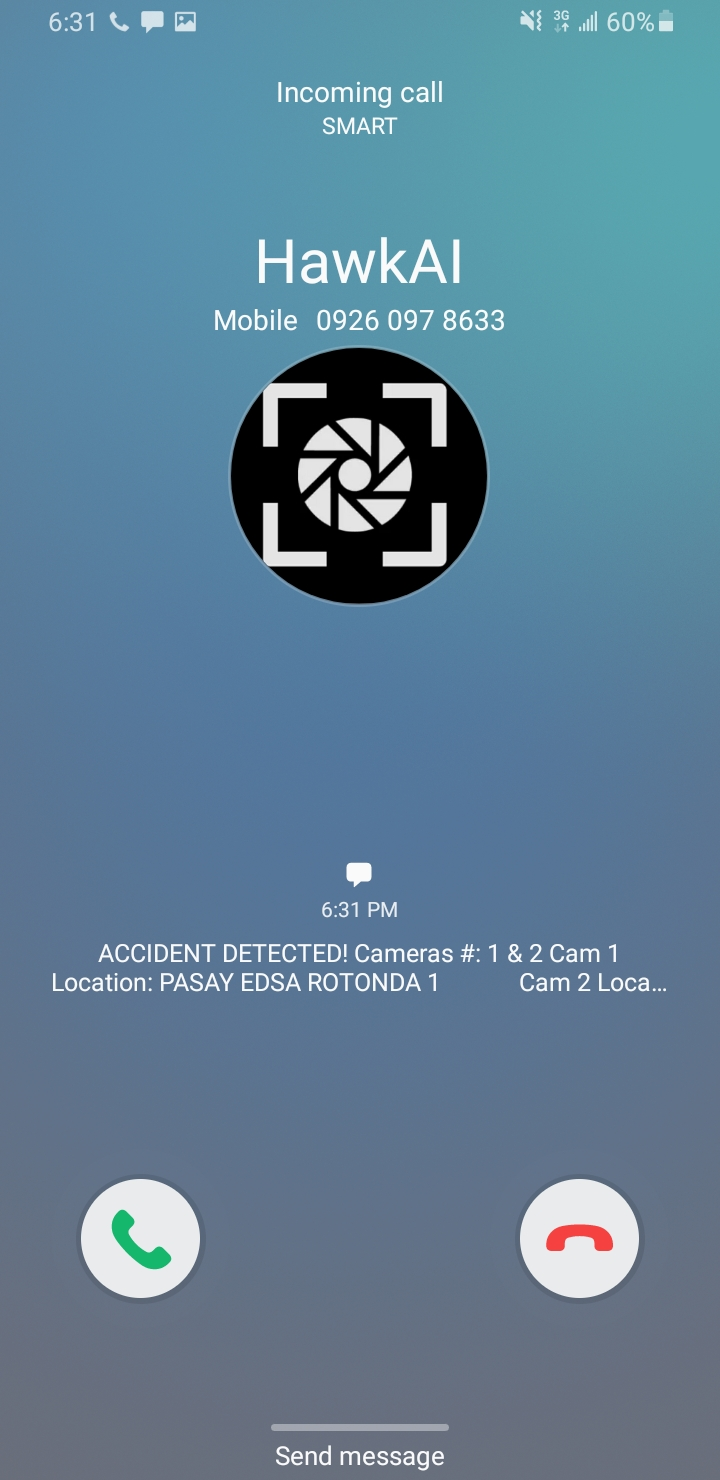 6:31 3G 60%
Incoming call
SMART
HawkAI
Mobile 0926 097 8633
6:31 PM
ACCIDENT DETECTED! Cameras #: 1 & 2 Cam 1
Location: PASAY EDSA ROTONDA 1 Cam 2 Loca...
Send message